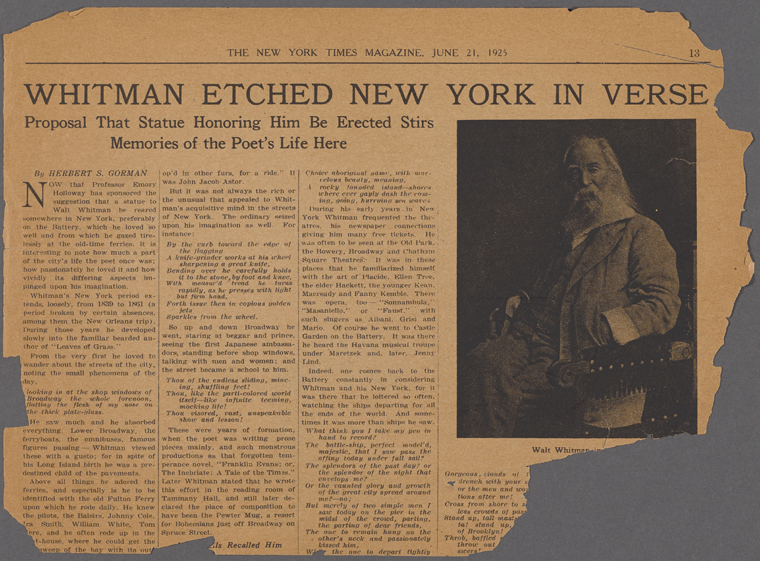 THE NEW YORK TIMES MAGAZINE, JUNE 21, 1925
13
WHITMAN ETCHED NEW YORK IN VERSE
Proposal That Statue Honoring Him Be Erected Stirs
Memories of the Poet's Life Here
By HERBERT S. GORMAN
NOW that Professor Emory
Holloway has sponsored the
suggestion that a statue to
Walt Whitman be reared
somewhere in New York, preferably
on the Battery, which he loved so
well and from which he gazed tire-
lessly at the old-time ferries, it is
interesting to note how much a part
of the city's life the poet once was;
how passionately he loved it and how
vividly its differing aspects im-
pinged upon his imagination.
Whitman's New York period ex-
tends, loosely, from 1839 to 1861 (a
period broken by certain absences,
among them the New Orleans trip).
During those years he developed
slowly into the familiar bearded au-
thor of "Leaves of Grass."
From the very first he loved to
wander about the streets of the city,
noting the small phenomena of the
day,
looking in at the shop windows of
Broadway the whole forenoon,
flatting the flesh of my nose on
the thick plate-glass.
He saw much and he absorbed
everything. Lower Broadway, the
ferryboats, the omnibuses, famous
figures passing—Whitman viewed
these with a gusto; for in spite of
his Long Island birth he was a pre-
destined child of the pavements.
Above all things he adored the
ferries, and especially is he to be
identified with the old Fulton Ferry
upon which he rode daily. He knew
the pilots, the Balsirs, Johnny Cole,
Ira Smith, William White, Tom
ere, and he often rode up in the
ot-house, where he could get the
sweep of the bay with its out
op'd in other furs, for a ride." It
was John Jacob Astor.
But it was not always the rich or
the unusual that appealed to Whit-
man's acquisitive mind in the streets
of New York. The ordinary seized
upon his imagination as well. For
instance:
By the curb toward the edge of
the flagging
A knife-grinder works at his wheel
sharpening a great knife,
Bending over he carefully holds
it to the stone, by foot and knee,
With measur'd tread he turns
rapidly, as he presses with light
but firm hand,
Forth issue then in copious golden
jets
Sparkles from the wheel.
So up and down Broadway he
went, staring at beggar and prince,
seeing the first Japanese ambassa-
dors, standing before shop windows,
talking with men and women; and
the street became a school to him.
Thou of the endless sliding, minc-
ing, shuffling feet!
Thou, like the parti-colored world
itself—like infinite, teeming,
mocking life!
Thou visored, vast, unspeakable
show and lesson!
These were years of formation,
when the poet was writing prose
pieces mainly, and such monstrous
productions as that forgotten tem-
perance novel, "Franklin Evans; or,
The Inebriate: A Tale of the Times."
Later Whitman stated that he wrote
this effort in the reading room of
Tammany Hall, and still later de-
clared the place of composition to
have been the Pewter Mug, a resort
for Bohemians just off Broadway on
Spruce Street.
ls Recalled Him
Choice aboriginal name, with mar-
velous beauty, meaning,
A rocky founded island—shores
where ever gayly dash the com-
ing, going, hurrying sea waves.
During his early years in New
York Whitman frequented the the-
atres, his newspaper connections
giving him many free tickets. He
was often to be seen at the Old Park,
the Bowery, Broadway and Chatham
Square Theatres. It was in these
places that he familiarized himself
with the art of Placide, Ellen Tree,
the elder Hackett, the younger Kean,
Macready and Fanny Kemble. There
was opera, too—"Sonnambula,"
"Masaniello," or "Faust," with
such singers as Alboni, Grisi and
Mario. Of course he went to Castle
Garden on the Battery. It was there
he heard the Havana musical troupe
under Maretzek and, later, Jenny
Lind.
Indeed, one comes back to the
Battery constantly in considering
Whitman and his New York, for it
was there that he loitered so often,
watching the ships departing for all
the ends of the world. And some-
times it was more than ships he saw.
What think you I take my pen in
hand to record?
The battle-ship, perfect model'd,
majestic, that I saw pass the
offing today under full sail?
The splendors of the past day? or
the splendor of the night that
envelops me?
Or the vaunted glory and growth
of the great city spread around
me?—no;
But merely of two simple men I
saw today on the pier in the
midst of the crowd, parting,
the parting of dear friends,
The one to remain hung on the
other's neck and passionately
kissed him,
While the one to depart tightly
Walt Whitman
Gorgeous, clouds of
drench with your s
or the men and wo
tions after me!
Cross from shore to s
less crowds of pas
Stand up, tall mast
ta! stand up,
of Brooklyn!
Throb, baffled
throw out
swers!